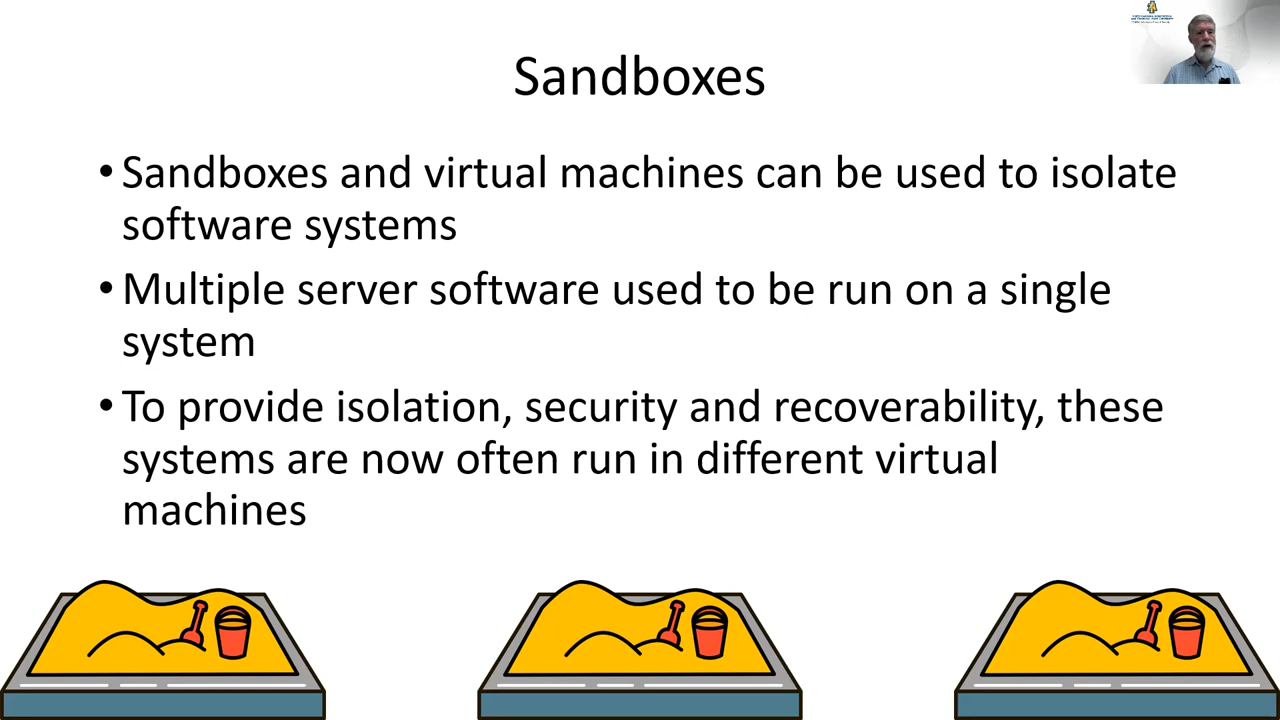 Sandboxes
• Sandboxes and virtual machines can be used to isolate
software systems
• Multiple server software used to be run on a single
system
• To provide isolation, security and recoverability, these
systems are now often run in different virtual
machines